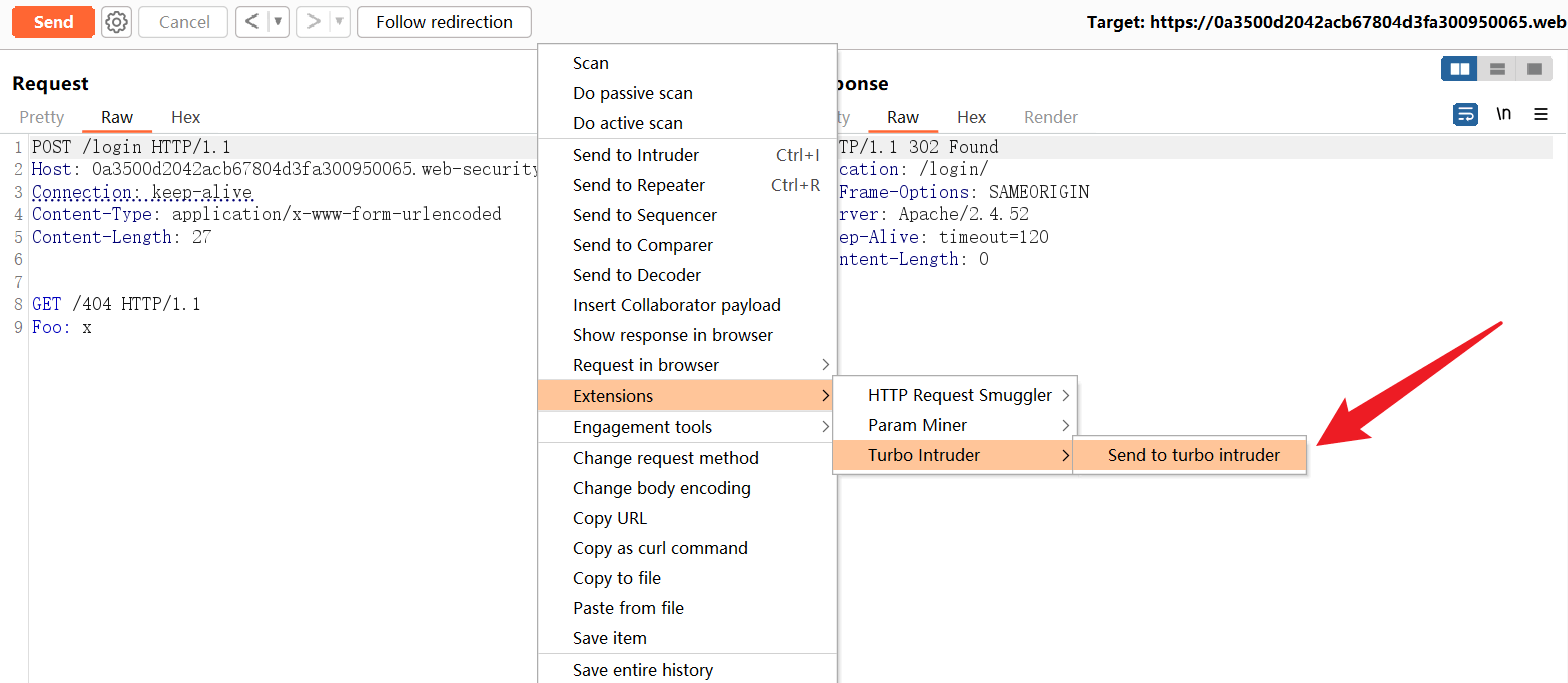 Send
Cancel
Follow redirection
Target: https://0a3500d2042acb67804d3fa300950065.web
Request
Pretty Raw Hex
1 POST /login HTTP/1.1
2 Host: 0a3500d2042acb67804d3fa300950065.web-security
3 Connection: keep-alive
4 Content-Type: application/x-www-form-urlencoded
5 Content-Length: 27
6
7
8 GET /404 HTTP/1.1
9 Foo: x
Scan
Do passive scan
Do active scan
Send to Intruder Ctrl+I
Send to Repeater Ctrl+R
Send to Sequencer
Send to Comparer
Send to Decoder
Insert Collaborator payload
Show response in browser
Request in browser
Extensions
Engagement tools
Change request method
Change body encoding
Copy URL
Copy as curl command
Copy to file
Paste from file
Save item
Save entire history
HTTP Request Smuggler
Param Miner
Turbo Intruder
Send to turbo intruder
ponse
ty Raw Hex Render
\n
TP/1.1 302 Found
cation: /login/
Frame-Options: SAMEORIGIN
rver: Apache/2.4.52
ep-Alive: timeout=120
ntent-Length: 0